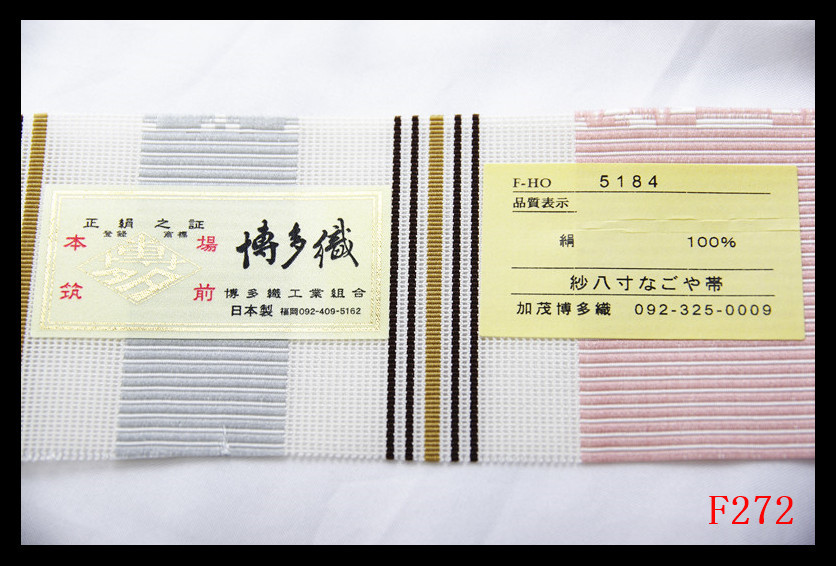 正絹之証
登録 商標
本場
筑前
博多織
博多織工業組合
日本製 福岡092-409-5162
F-HO 5184
品質表示
絹 100%
紗八寸なごや帯
加茂博多織 092-325-0009
F272